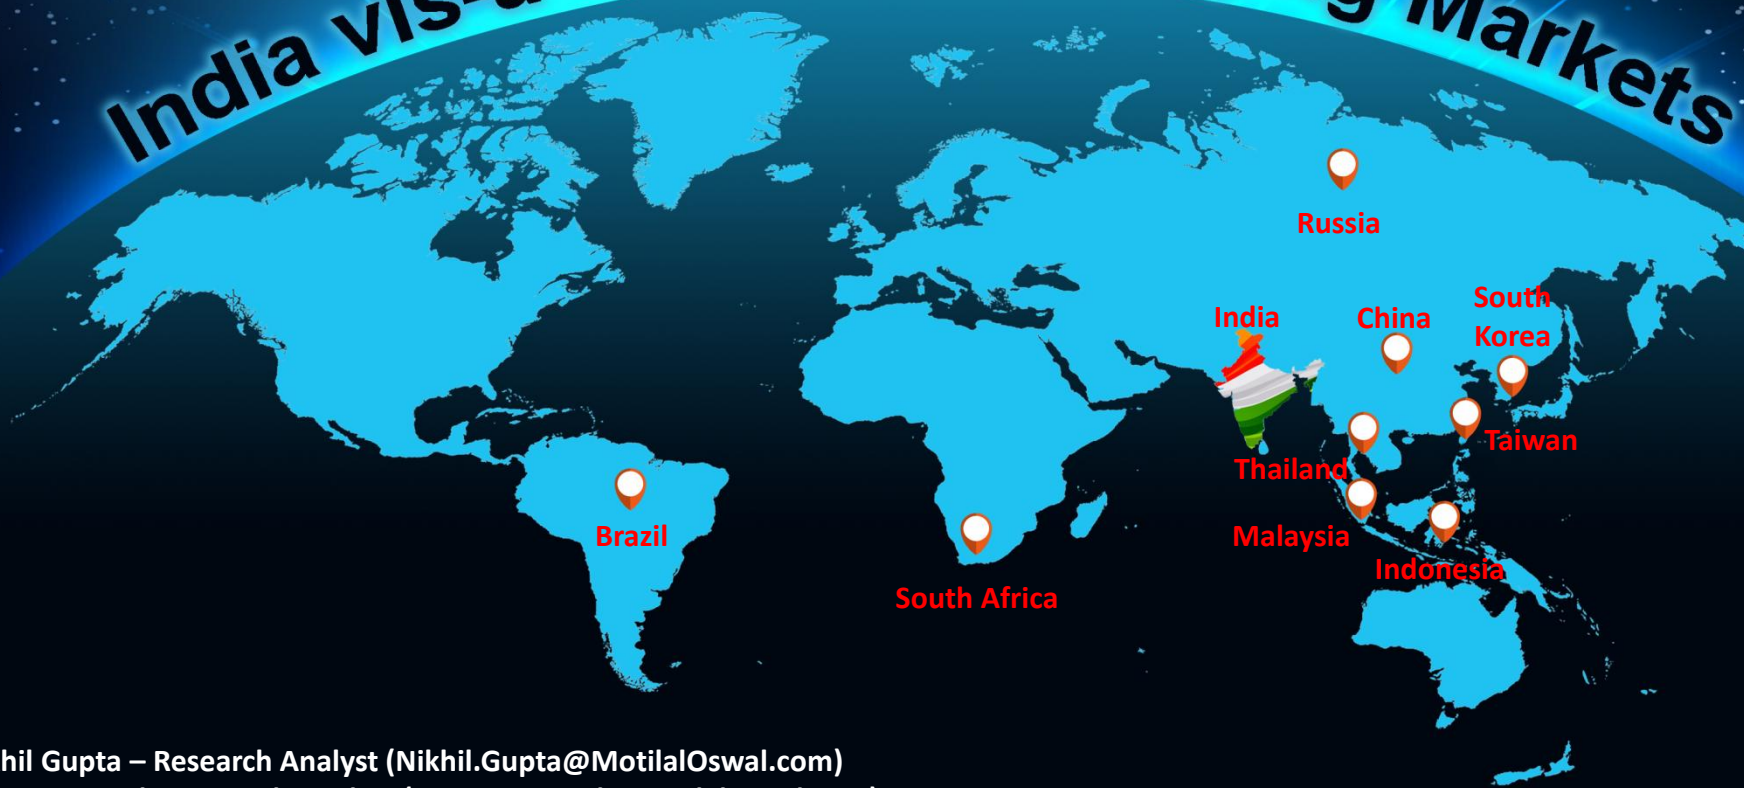 India vis-
Markets
Russia
India
China
South
Korea
Taiwan
Thailand
Brazil
Malaysia
Indonesia
South Africa
hil Gupta – Research Analyst (Nikhil.Gupta@MotilalOswal.com)